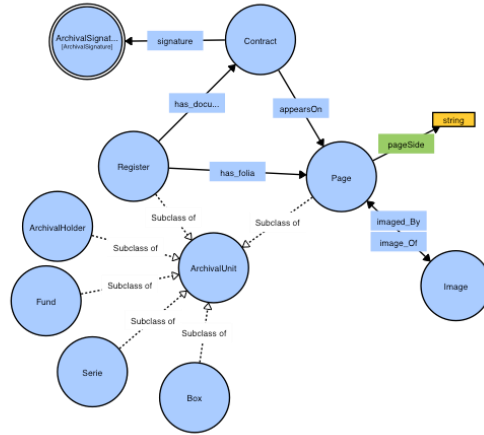 ArchivalSignat...
[ArchivalSignature]
signature
Contract
has_docu...
appearsOn
string
pageSide
Register
has_folia
Page
Subclass of
Subclass of
imaged_By
image_Of
ArchivalHolder
Subclass of
ArchivalUnit
Subclass of
Fund
Image
Subclass of
Subclass of
Serie
Box